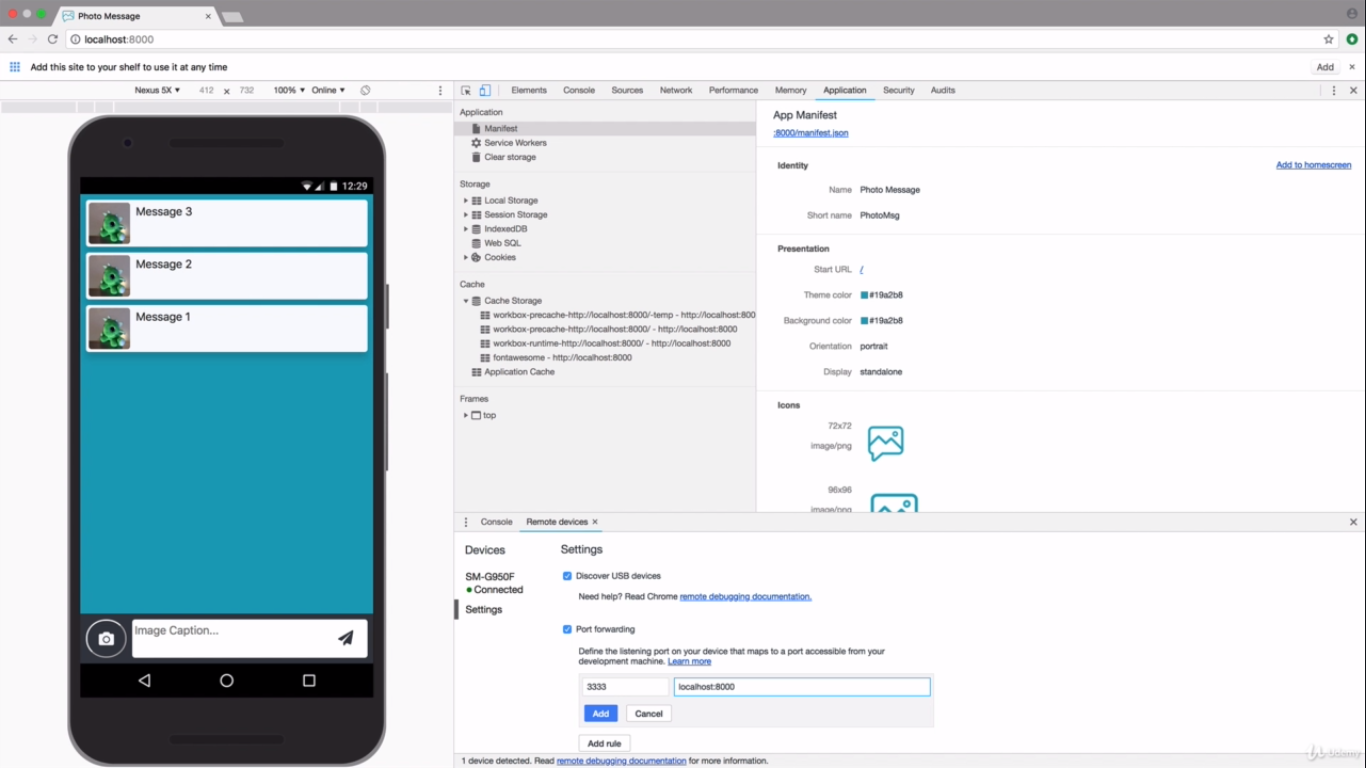 Photo Message
localhost:8000
Add this site to your shelf to use it at any time
Add
Nexus 5X ▼ 412 × 732 100% ▼ Online ▼
Elements Console Sources Network Performance Memory Application Security Audits
12:29
Message 3
Message 2
Message 1
Image Caption...
Application
Manifest
Service Workers
Clear storage
Storage
Local Storage
Session Storage
IndexedDB
Web SQL
Cookies
Cache
Cache Storage
workbox-precache-http://localhost:8000/-temp - http://localhost:800
workbox-precache-http://localhost:8000/ - http://localhost:8000
workbox-runtime-http://localhost:8000/ - http://localhost:8000
fontawesome - http://localhost:8000
Application Cache
Frames
top
App Manifest
:8000/manifest.json
Identity
Add to homescreen
Name Photo Message
Short name PhotoMsg
Presentation
Start URL /
Theme color #19a2b8
Background color #19a2b8
Orientation portrait
Display standalone
Icons
72x72
image/png
96x96
image/png
Console Remote devices ×
Devices
SM-G950F
Connected
Settings
Settings
Discover USB devices
Need help? Read Chrome remote debugging documentation.
Port forwarding
Define the listening port on your device that maps to a port accessible from your
development machine. Learn more
3333 localhost:8000
Add Cancel
Add rule
1 device detected. Read remote debugging documentation for more information.
Udemy